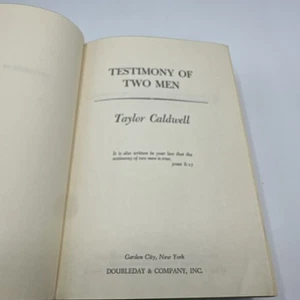 TESTIMONY OF
TWO MEN
Taylor Caldwell
It is also written in your law that the
testimony of two men is true.
JOHN 8:17
Garden City, New York
DOUBLEDAY & COMPANY, INC.